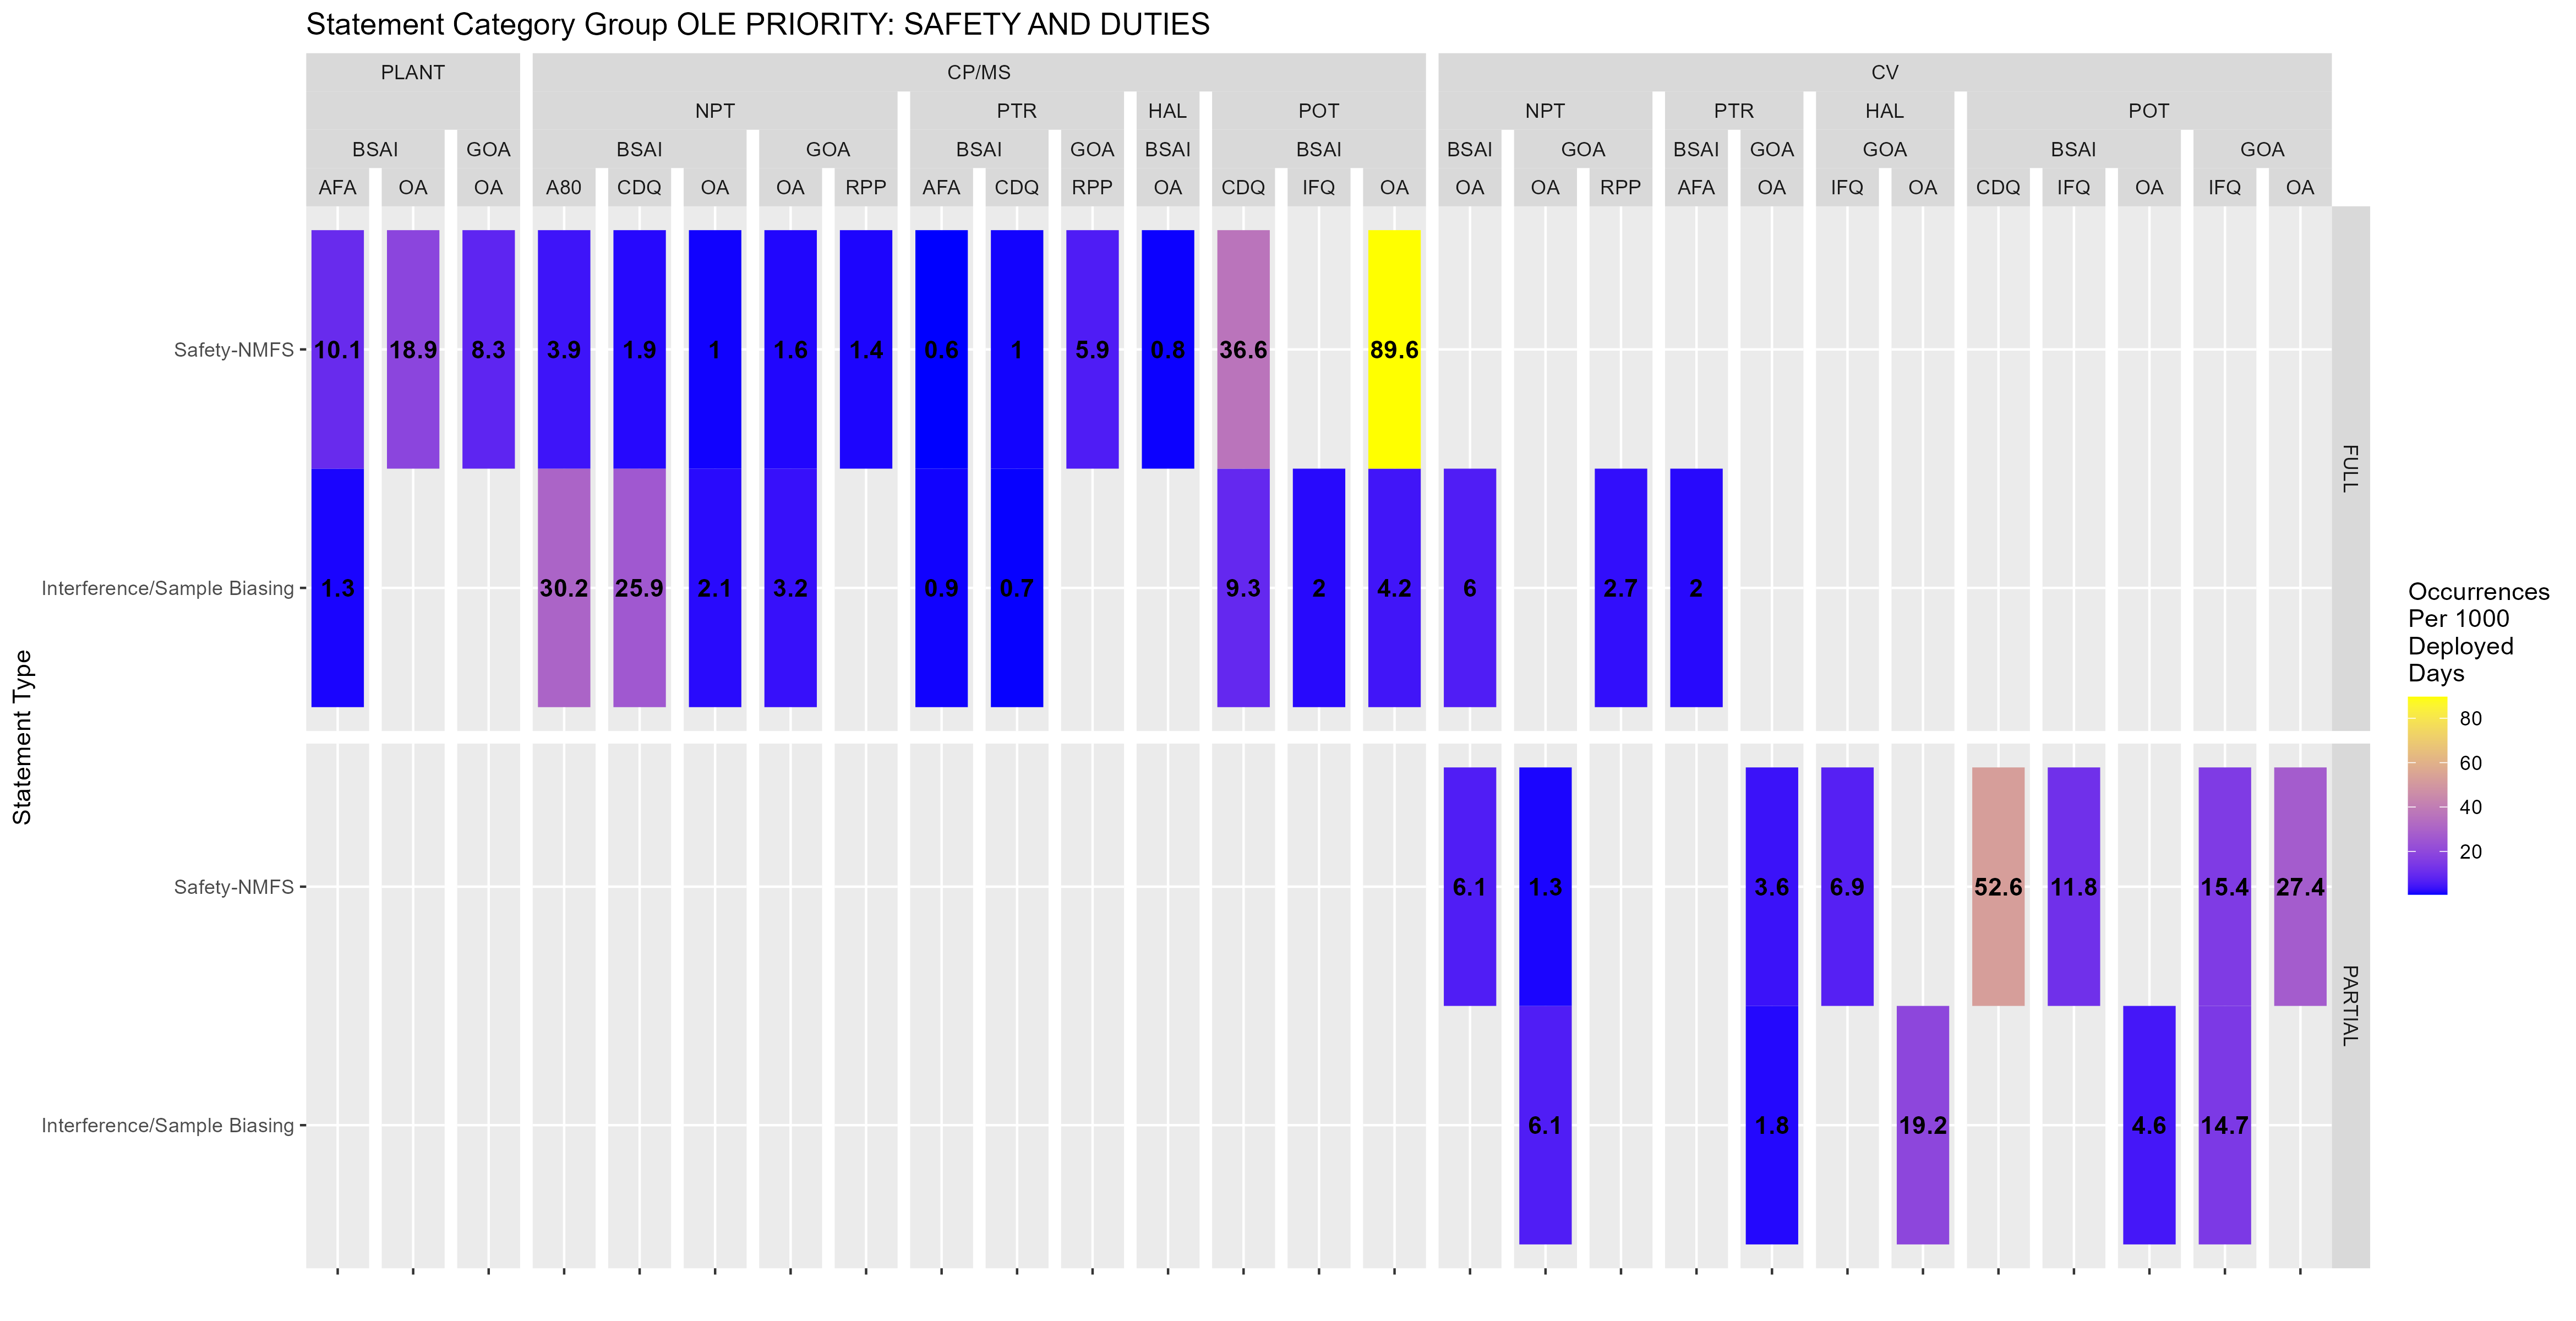 Statement Category Group OLE PRIORITY: SAFETY AND DUTIES
PLANT CP/MS CV
NPT PTR HAL POT NPT PTR HAL POT
BSAI GOA BSAI GOA BSAI GOA BSAI BSAI BSAI GOA BSAI GOA GOA BSAI GOA
AFA OA OA A80 CDQ OA OA RPP AFA CDQ RPP OA CDQ IFQ OA OA OA RPP AFA OA IFQ OA CDQ IFQ OA IFQ OA
Safety-NMFS 10.1 18.9 8.3 3.9 1.9 1 1.6 1.4 0.6 1 5.9 0.8 36.6 89.6
FULL
Interference/Sample Biasing 1.3 30.2 25.9 2.1 3.2 0.9 0.7 9.3 2 4.2 6 2.7 2
Statement Type
Safety-NMFS 6.1 1.3 3.6 6.9 52.6 11.8 15.4 27.4
PARTIAL
Interference/Sample Biasing 6.1 1.8 19.2 4.6 14.7
Occurrences
Per 1000
Deployed
Days
80
60
40
20